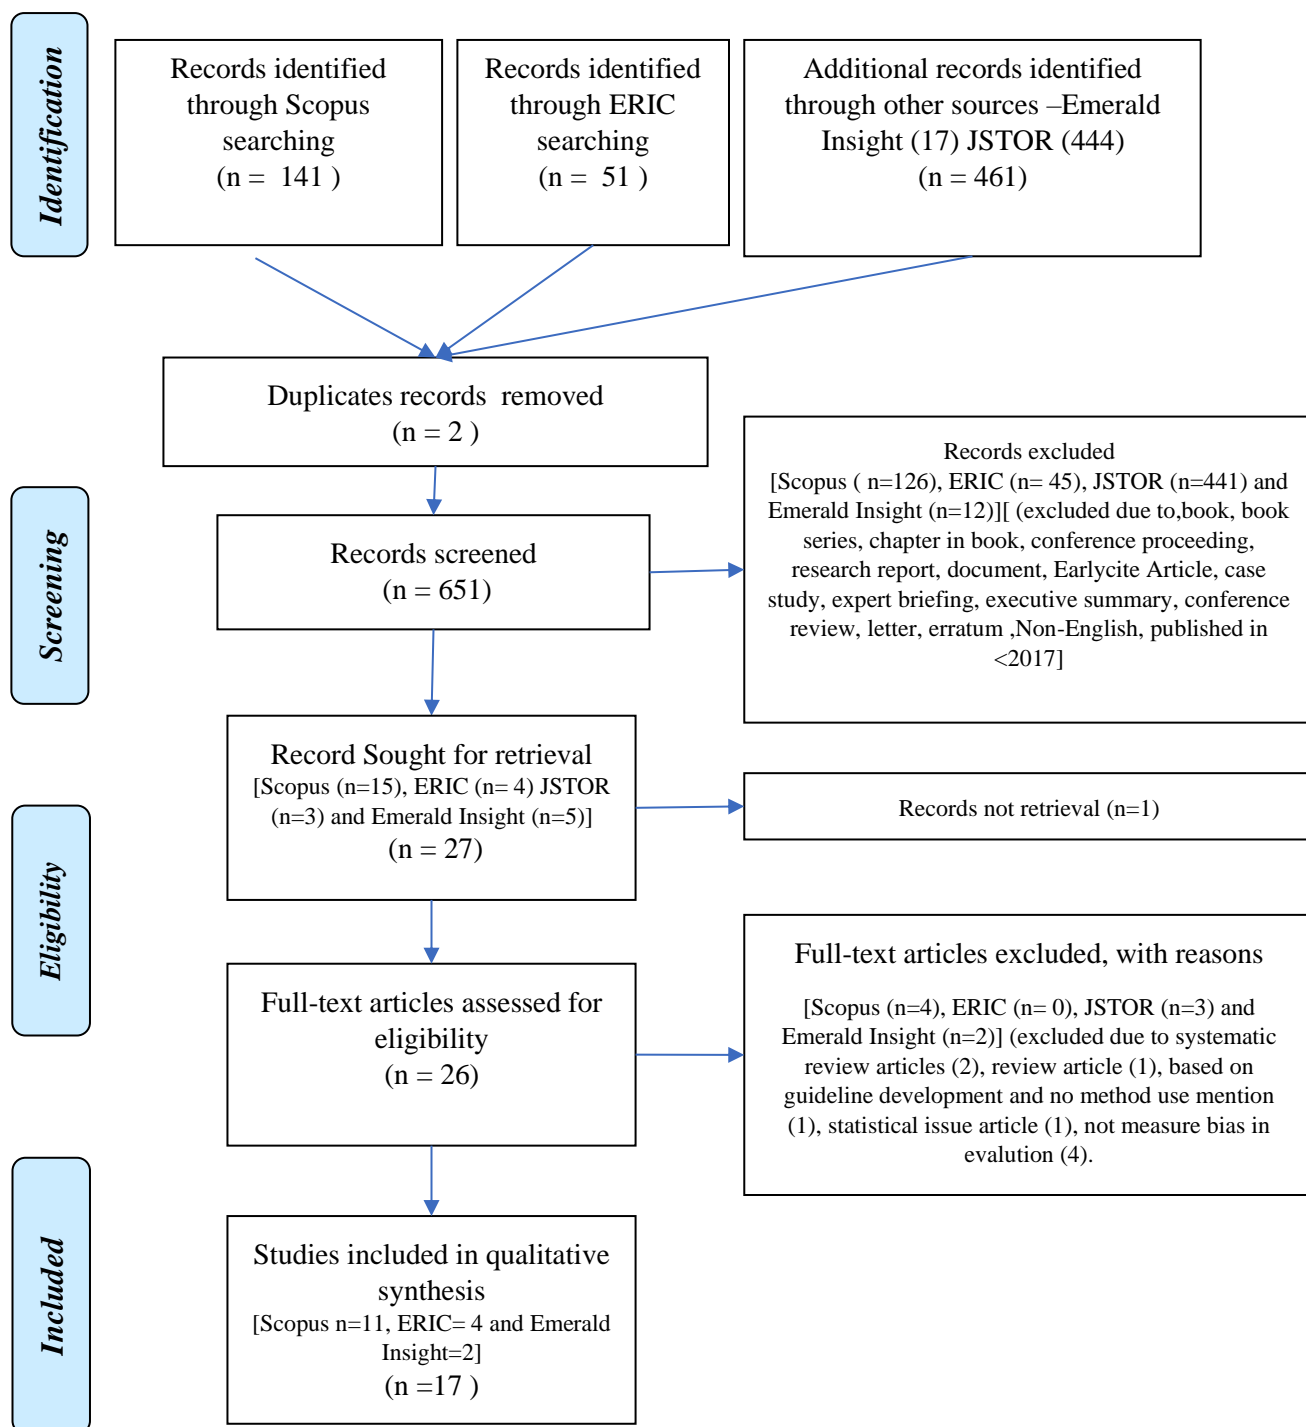 Identification
Records identified
through Scopus
searching
(n =  141 )
Records identified
through ERIC
searching
(n =  51 )
Additional records identified
through other sources –Emerald
Insight (17) JSTOR (444)
(n = 461)
Duplicates records  removed
(n = 2 )
Screening
Records screened
(n = 651)
Records excluded
[Scopus ( n=126), ERIC (n= 45), JSTOR (n=441) and
Emerald Insight (n=12)][ (excluded due to,book, book
series, chapter in book, conference proceeding,
research report, document, Earlycite Article, case
study, expert briefing, executive summary, conference
review, letter, erratum ,Non-English, published in
<2017]
Eligibility
Record Sought for retrieval
[Scopus (n=15), ERIC (n= 4) JSTOR
(n=3) and Emerald Insight (n=5)]
(n = 27)
Records not retrieval (n=1)
Full-text articles assessed for
eligibility
(n = 26)
Full-text articles excluded, with reasons
[Scopus (n=4), ERIC (n= 0), JSTOR (n=3) and
Emerald Insight (n=2)] (excluded due to systematic
review articles (2), review article (1), based on
guideline development and no method use mention
(1), statistical issue article (1), not measure bias in
evalution (4).
Included
Studies included in qualitative
synthesis
[Scopus n=11, ERIC= 4 and Emerald
Insight=2]
(n =17 )